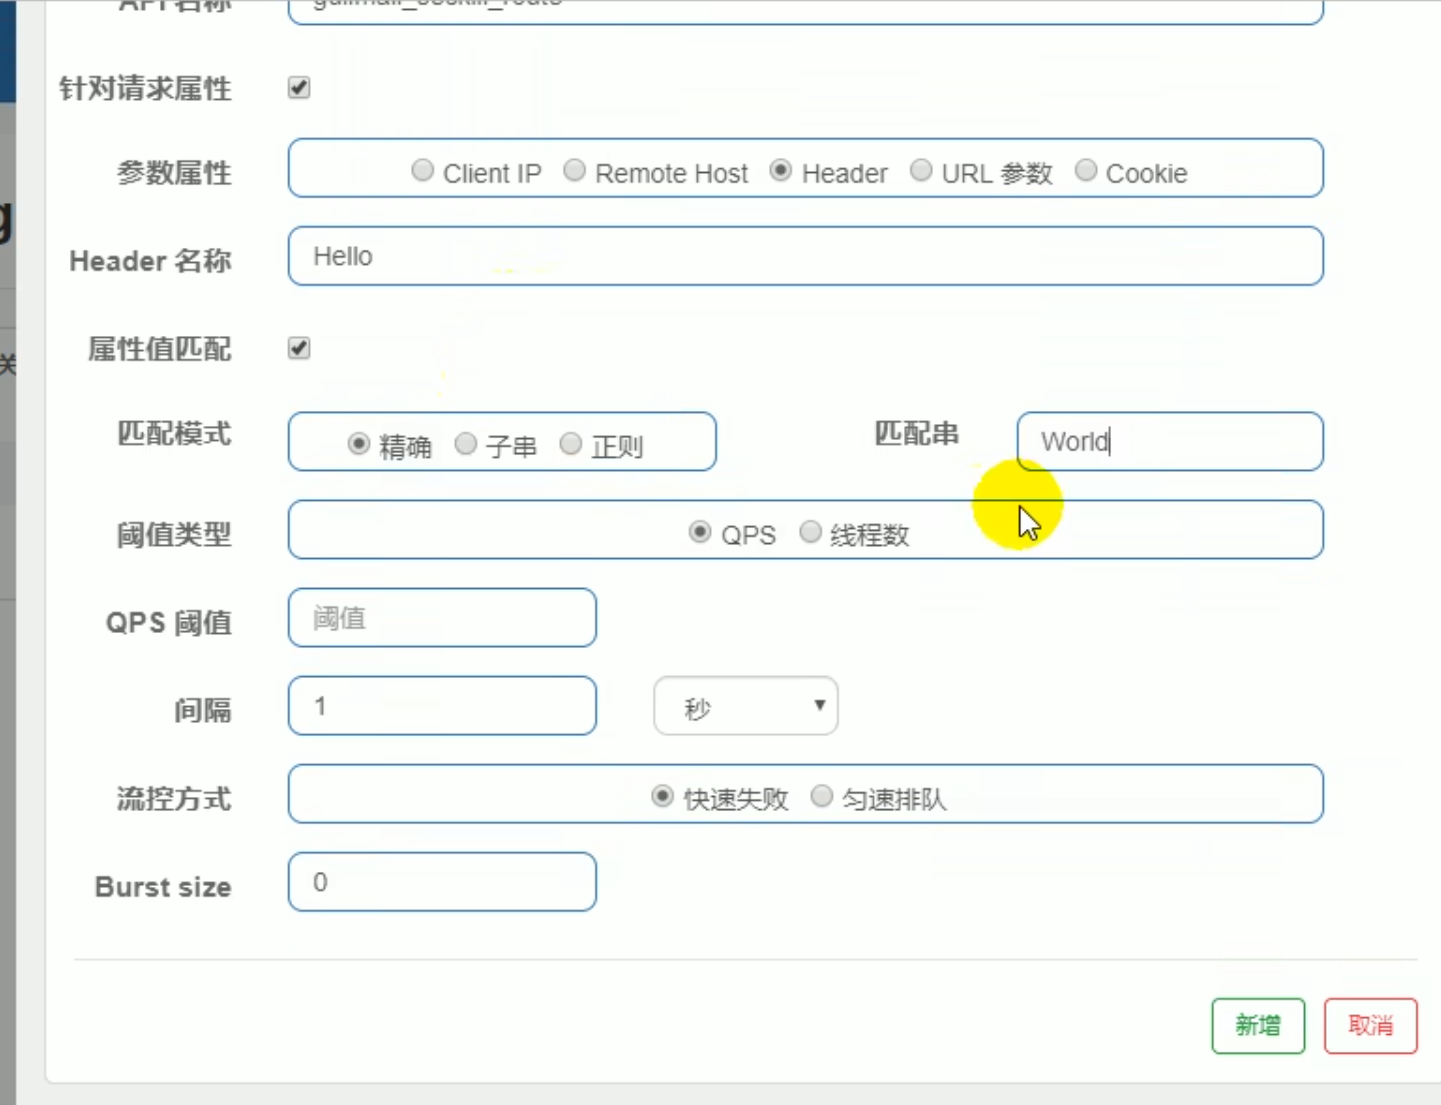 API 名称
针对请求属性
参数属性 Client IP Remote Host Header URL 参数 Cookie
Header 名称 Hello
属性值匹配
匹配模式 精确 子串 正则 匹配串 World
阈值类型 QPS 线程数
QPS 阈值 阈值
间隔 1 秒
流控方式 快速失败 匀速排队
Burst size 0
新增 取消
g
关